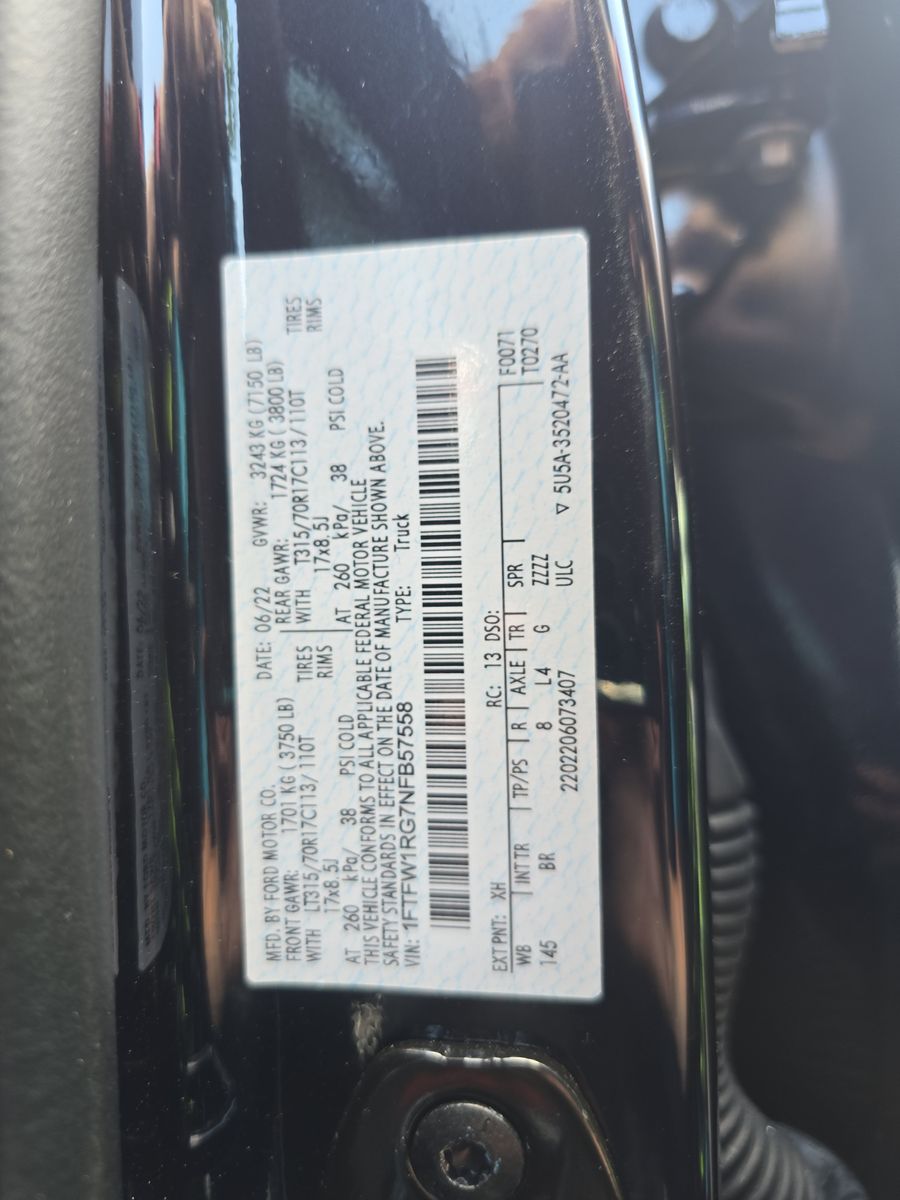 MFD. BY FORD MOTOR CO.
DATE: 06/22 GVWR: 3243 KG (7150 LB)
FRONT GAWR: 1701 KG (3750 LB)
REAR GAWR: 1724 KG (3800 LB)
WITH LT315/70R17C113/110T TIRES
WITH T315/70R17C113/110T TIRES
17x8.5J RIMS
17x8.5J RIMS
AT 260 kPa/ 38 PSI COLD
AT 260 kPa/ 38 PSI COLD
THIS VEHICLE CONFORMS TO ALL APPLICABLE FEDERAL MOTOR VEHICLE
SAFETY STANDARDS IN EFFECT ON THE DATE OF MANUFACTURE SHOWN ABOVE.
VIN: 1FTFW1RG7NFB57558 TYPE: Truck
EXT PNT: XH RC: 13 DSO: F0071
WB INT TR TP/PS R AXLE TR SPR T0270
145 BR 8 L4 G ZZZZ
2202206073407 ULC ▽ 5U5A-3520472-AA